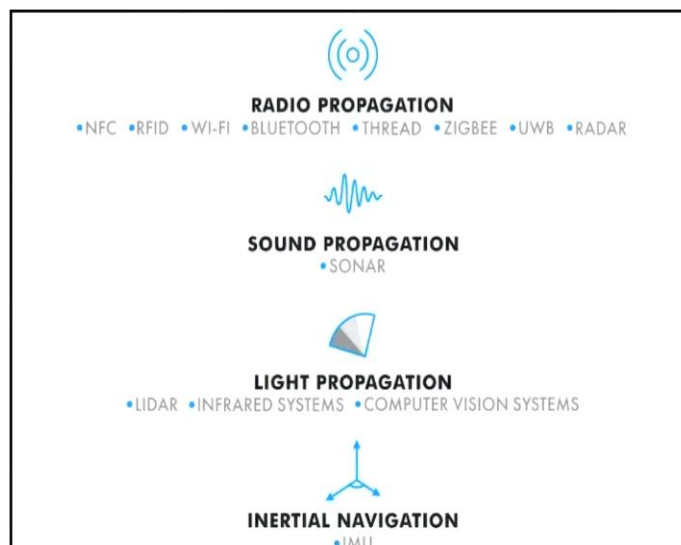 RADIO PROPAGATION
•NFC •RFID •WI-FI •BLUETOOTH •THREAD •ZIGBEE •UWB •RADAR
SOUND PROPAGATION
•SONAR
LIGHT PROPAGATION
•LIDAR •INFRARED SYSTEMS •COMPUTER VISION SYSTEMS
INERTIAL NAVIGATION
•IMU